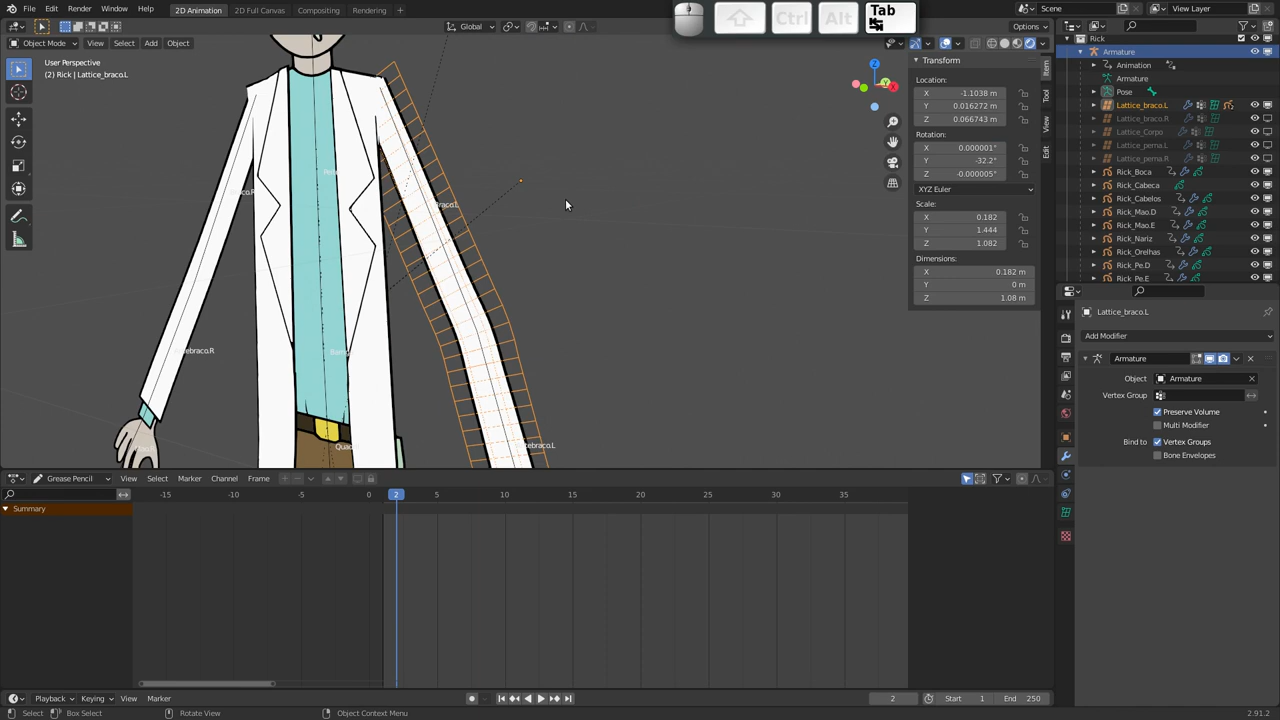 File Edit Render Window Help 2D Animation 2D Full Canvas Compositing Rendering
Ctrl Alt Tab
Scene View Layer
Object Mode View Select Add Object Global Options
User Perspective
(2) Rick | Lattice_braco.L
Transform
Location:
X -1.1038 m
Y 0.016272 m
Z 0.066743 m
Rotation:
X 0.000001°
Y -32.2°
Z -0.000005°
XYZ Euler
Scale:
X 0.182
Y 1.444
Z 1.082
Dimensions:
X 0.182 m
Y 0 m
Z 1.08 m
Item
Tool
View
Edit
Z
Y
X
Rick
Armature
Animation
Armature
Pose
Lattice_braco.L
Lattice_braco.R
Lattice_Corpo
Lattice_perna.L
Lattice_perna.R
Rick_Boca
Rick_Cabeca
Rick_Cabelos
Rick_Mao.D
Rick_Mao.E
Rick_Nariz
Rick_Orelhas
Rick_Pe.D
Rick_Pe.E
Lattice_braco.L
Add Modifier
Armature
Object Armature
Vertex Group
Preserve Volume
Multi Modifier
Bind to Vertex Groups
Bone Envelopes
Grease Pencil View Select Marker Channel Frame
-15 -10 -5 0 2 5 10 15 20 25 30 35
Summary
Playback Keying View Marker 2 Start 1 End 250
Select Box Select Rotate View Object Context Menu 2.91.2